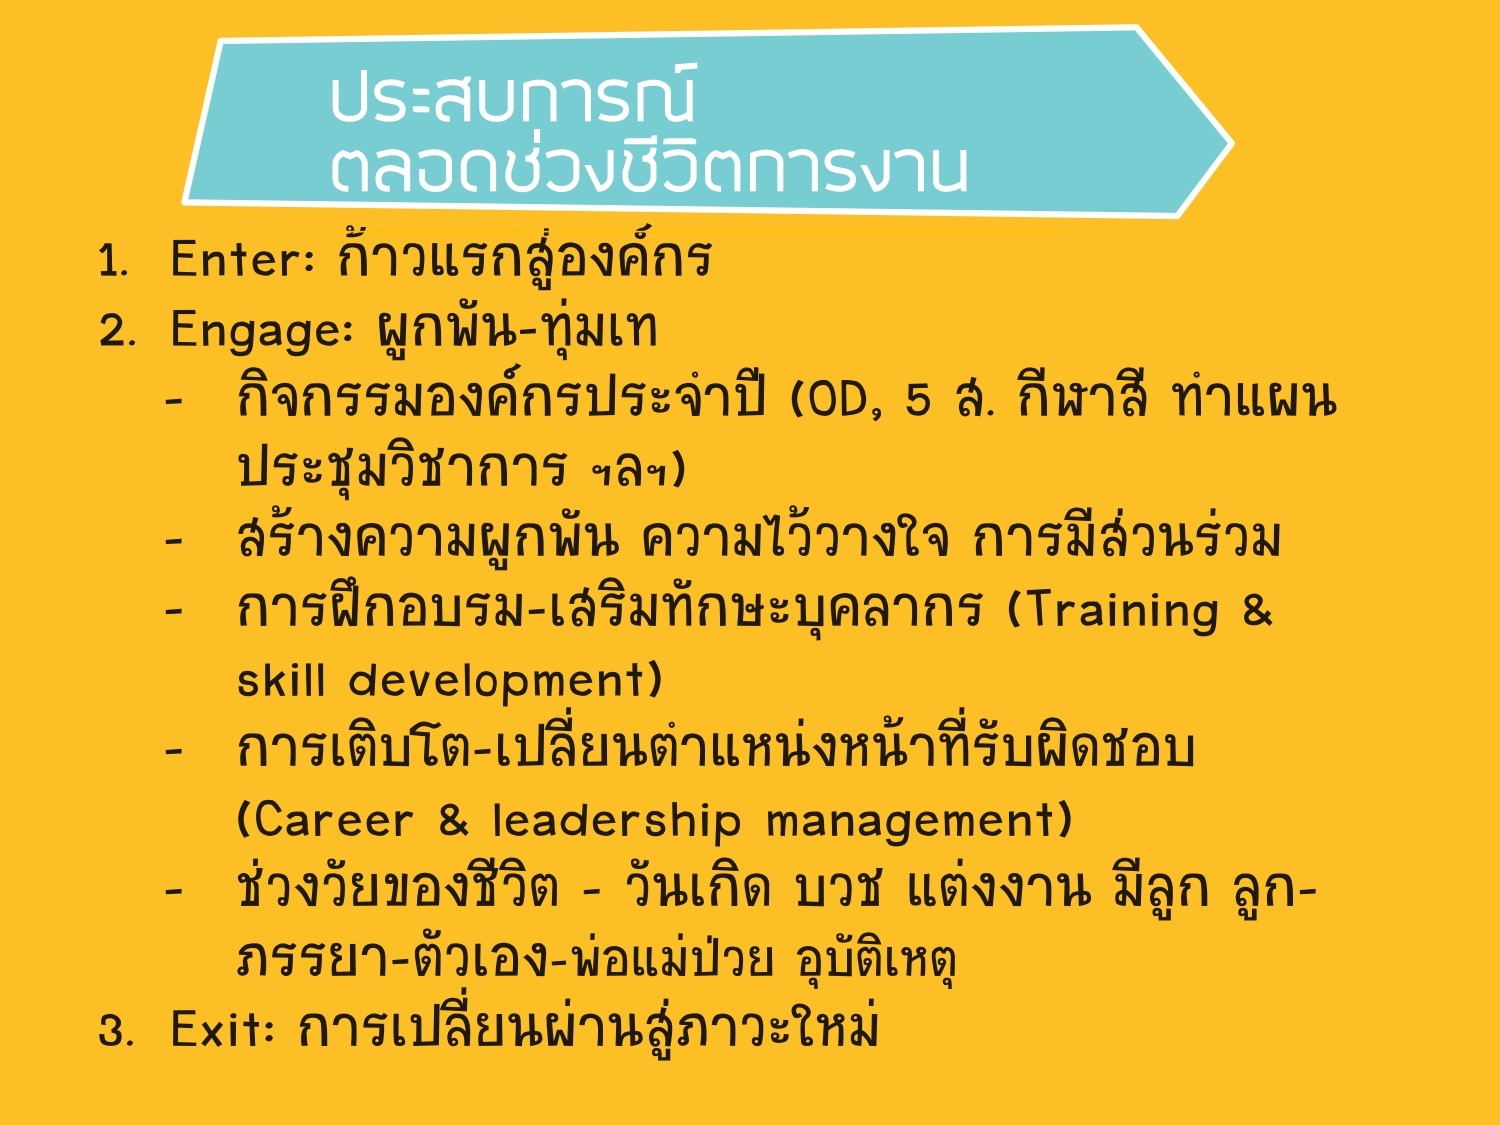 ประสบการณ์
ตลอดช่วงชีวิตการงาน
1. Enter: ก้าวแรกสู่องค์กร
2. Engage: ผูกพัน-ทุ่มเท
- กิจกรรมองค์กรประจำปี (OD, 5 ส. กีฬาสี ทำแผน
ประชุมวิชาการ ฯลฯ)
- สร้างความผูกพัน ความไว้วางใจ การมีส่วนร่วม
- การฝึกอบรม-เสริมทักษะบุคลากร (Training &
skill development)
- การเติบโต-เปลี่ยนตำแหน่งหน้าที่รับผิดชอบ
(Career & leadership management)
- ช่วงวัยของชีวิต - วันเกิด บวช แต่งงาน มีลูก ลูก-
ภรรยา-ตัวเอง-พ่อแม่ป่วย อุบัติเหตุ
3. Exit: การเปลี่ยนผ่านสู่ภาวะใหม่